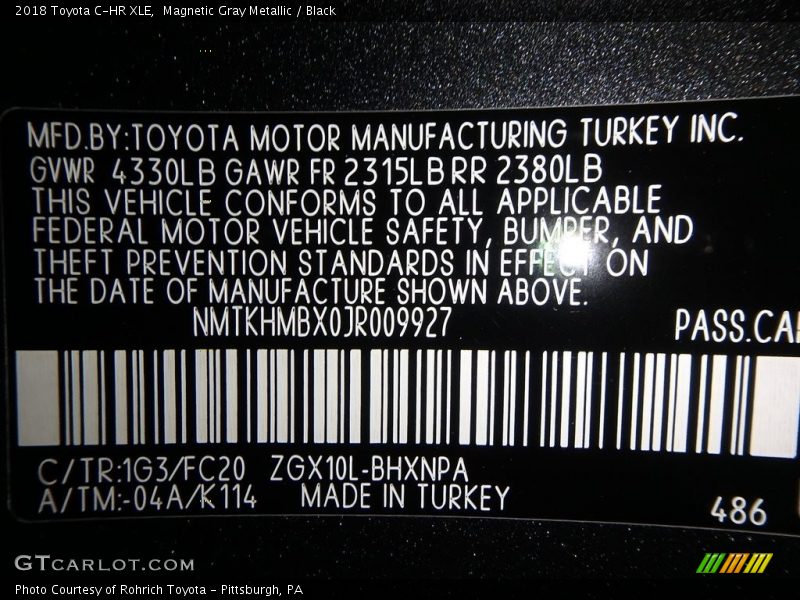 2018 Toyota C-HR XLE, Magnetic Gray Metallic / Black
MFD.BY:TOYOTA MOTOR MANUFACTURING TURKEY INC.
GVWR 4330LB GAWR FR 2315LB RR 2380LB
THIS VEHICLE CONFORMS TO ALL APPLICABLE
FEDERAL MOTOR VEHICLE SAFETY, BUMPER, AND
THEFT PREVENTION STANDARDS IN EFFECT ON
THE DATE OF MANUFACTURE SHOWN ABOVE.
NMTKHMBX0JR009927 PASS.CAR
C/TR:1G3/FC20 ZGX10L-BHXNPA
A/TM:-04A/K114 MADE IN TURKEY
486
GTCARLOT.COM
Photo Courtesy of Rohrich Toyota - Pittsburgh, PA